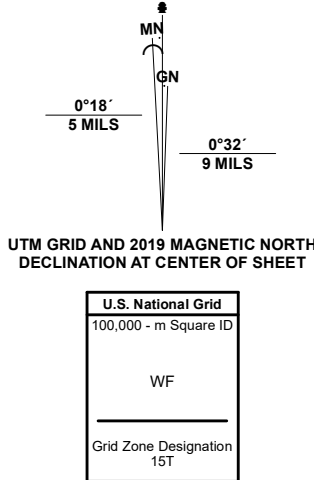 MN
GN
0°18´
5 MILS
0°32´
9 MILS
UTM GRID AND 2019 MAGNETIC NORTH
DECLINATION AT CENTER OF SHEET
U.S. National Grid
100,000 - m Square ID
WF
Grid Zone Designation
15T